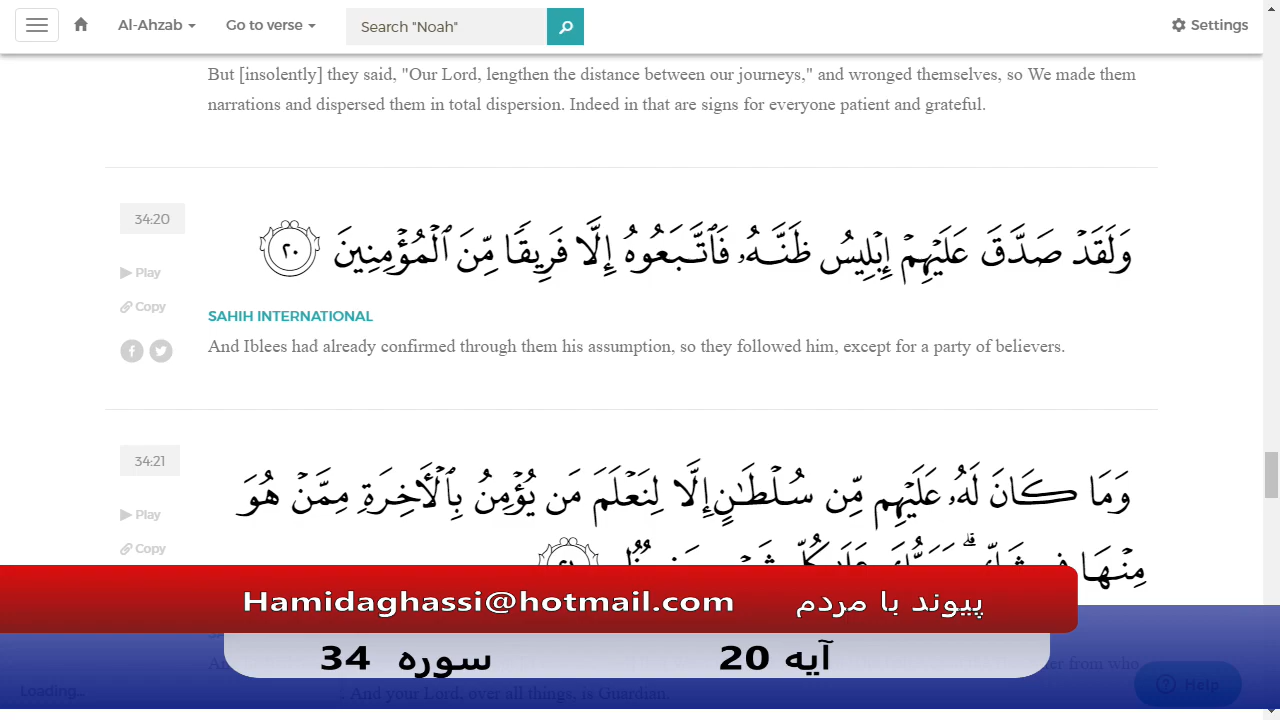 Al-Ahzab
Go to verse
Search "Noah"
Settings
But [insolently] they said, "Our Lord, lengthen the distance between our journeys," and wronged themselves, so We made them
narrations and dispersed them in total dispersion. Indeed in that are signs for everyone patient and grateful.
34:20
وَلَقَدْ صَدَّقَ عَلَيْهِمْ إِبْلِيسُ ظَنَّهُۥ فَٱتَّبَعُوهُ إِلَّا فَرِيقًا مِّنَ ٱلْمُؤْمِنِينَ ٢٠
Play
Copy
SAHIH INTERNATIONAL
And Iblees had already confirmed through them his assumption, so they followed him, except for a party of believers.
34:21
وَمَا كَانَ لَهُۥ عَلَيْهِم مِّن سُلْطَـٰنٍ إِلَّا لِنَعْلَمَ مَن يُؤْمِنُ بِٱلْـَٔاخِرَةِ مِمَّنْ هُوَ
Play
Copy
مِنْهَا فِى شَكٍّ ۗ
Hamidaghassi@hotmail.com پیوند با مردم
آیه 20 سوره 34
from who
And your Lord, over all things, is Guardian.
Loading..
Help